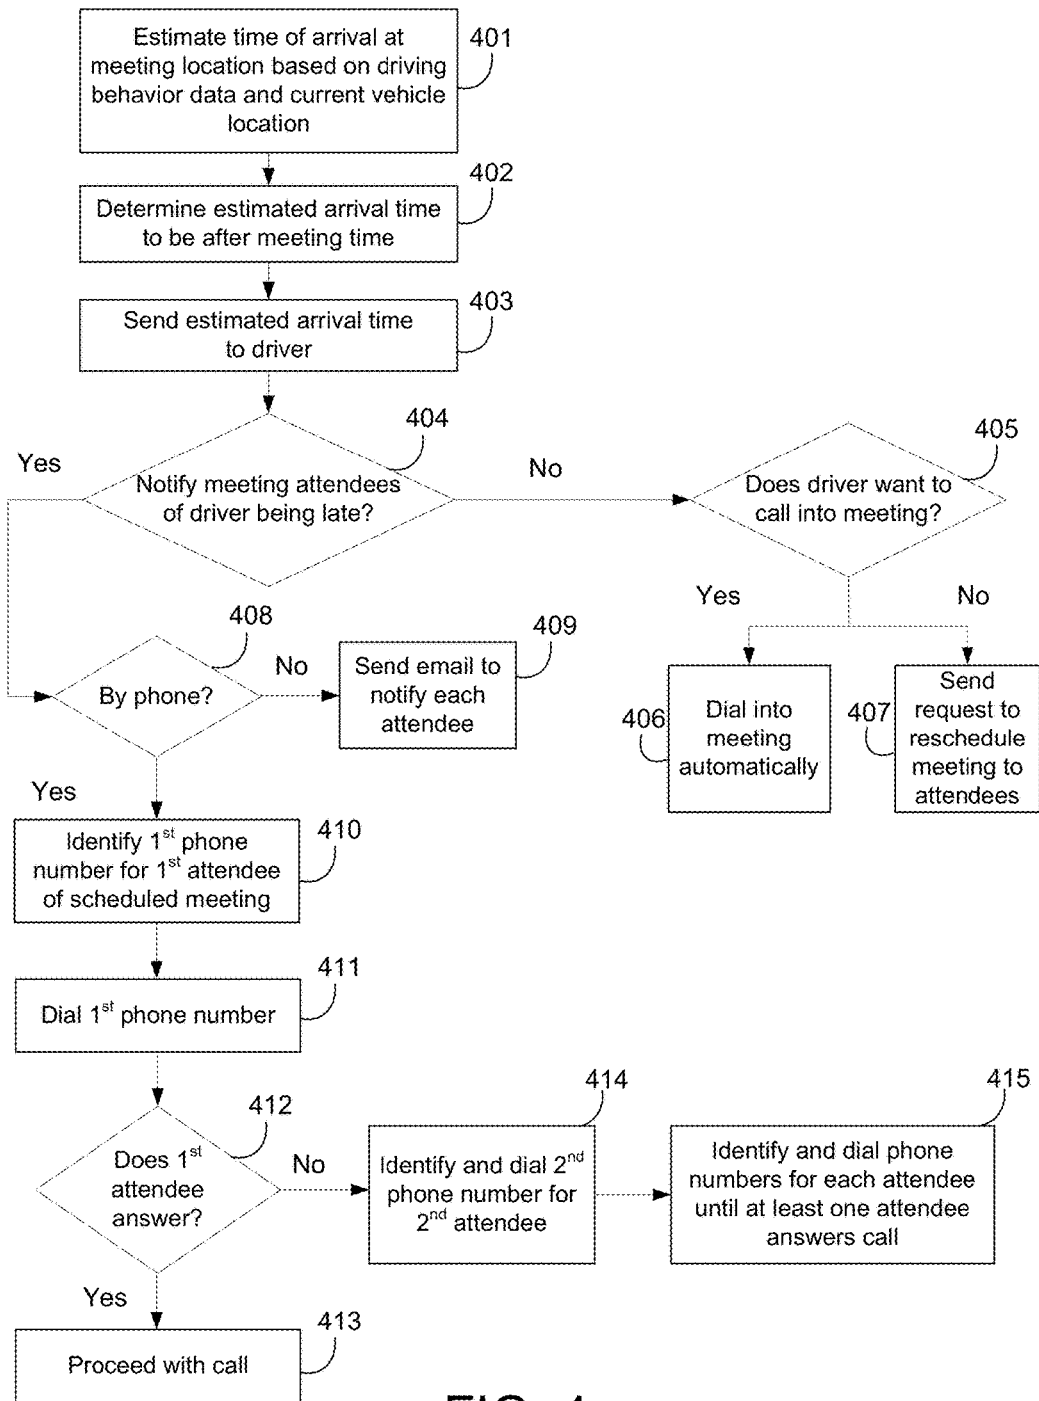 Estimate time of arrival at
meeting location based on driving
behavior data and current vehicle
location
401
402
Determine estimated arrival time
to be after meeting time
403
Send estimated arrival time
to driver
404
Yes
Notify meeting attendees
of driver being late?
No
405
Does driver want to
call into meeting?
Yes
No
408
By phone?
No
409
Send email to
notify each
attendee
406
Dial into
meeting
automatically
407
Send
request to
reschedule
meeting to
attendees
Yes
410
Identify 1st phone
number for 1st attendee
of scheduled meeting
411
Dial 1st phone number
412
Does 1st
attendee
answer?
No
414
Identify and dial 2nd
phone number for
2nd attendee
415
Identify and dial phone
numbers for each attendee
until at least one attendee
answers call
Yes
413
Proceed with call